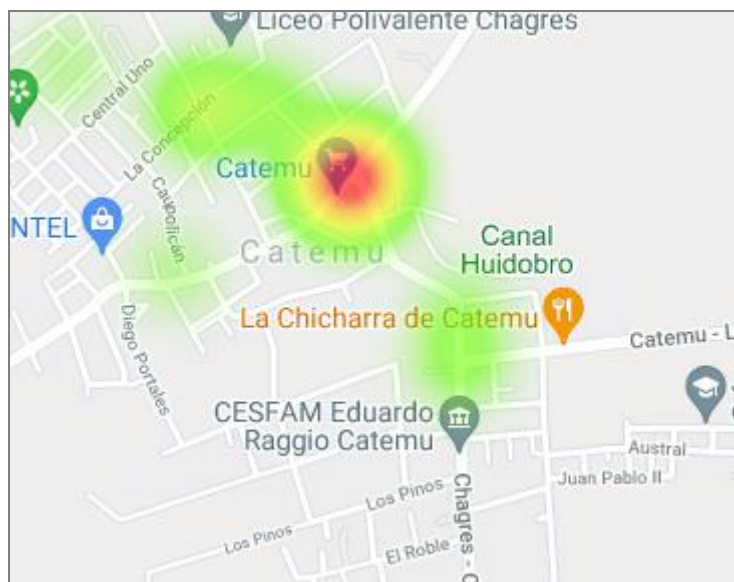 Liceo Polivalente Chagres
Central Uno
La Concepción
Catemu
Caupolicán
NTEL
Catemu
Canal
Huidobro
La Chicharra de Catemu
Catemu - L
Diego Portales
CESFAM Eduardo
Raggio Catemu
Austral
Juan Pablo II
Los Pinos
Chagres - C
Los Pinos
El Roble